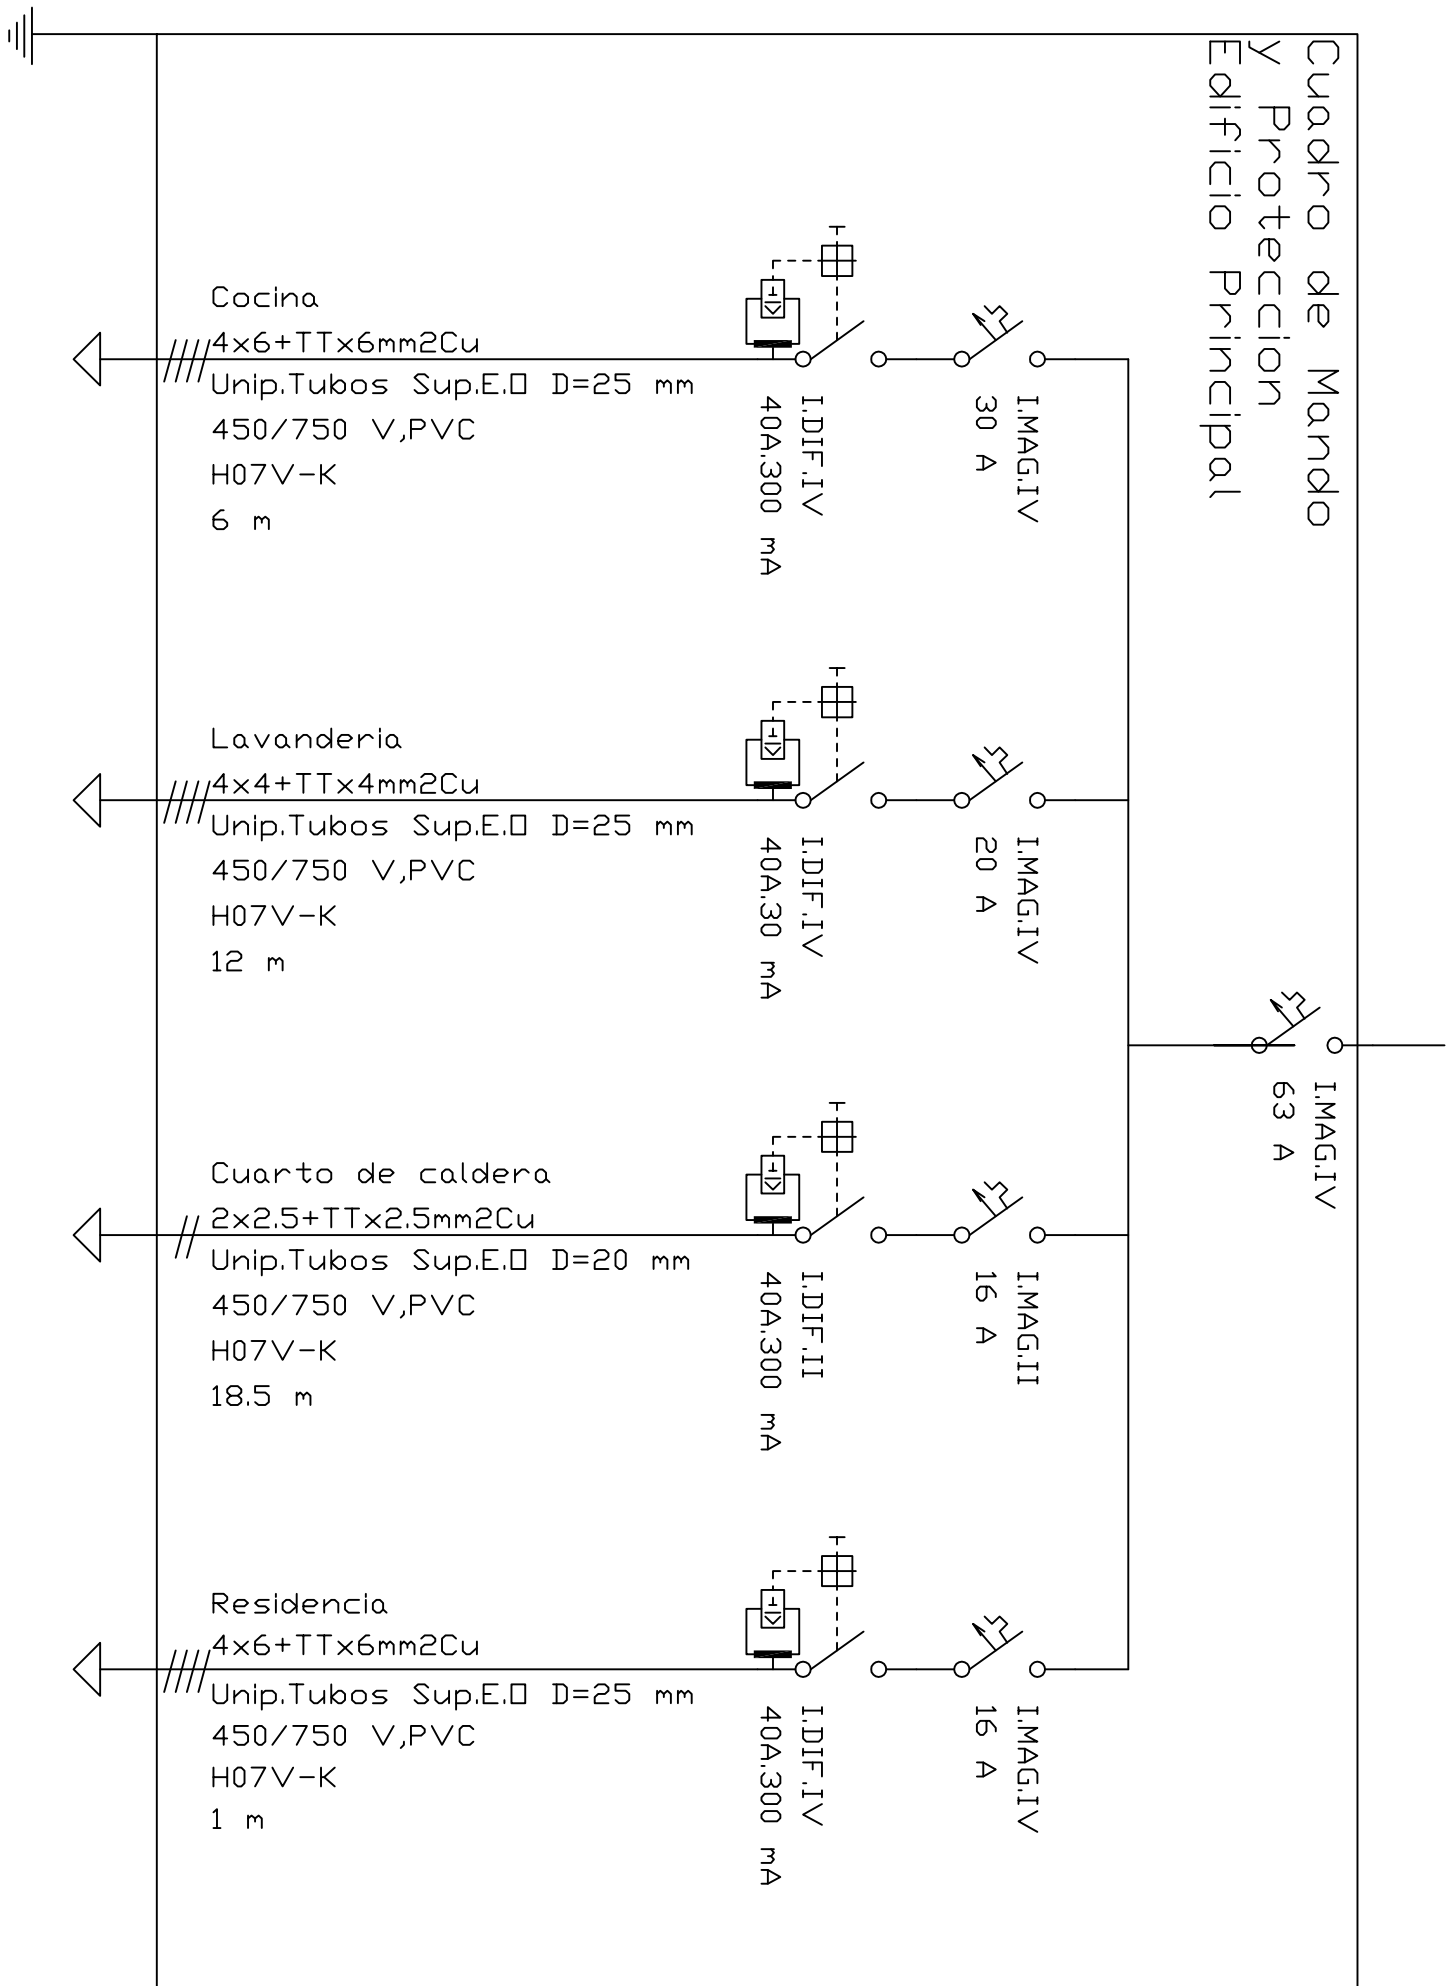 Cuadro de Mando
y Proteccion
Edificio Principal
I.MAG.IV
63 A
Cocina
4x6+TTx6mm2Cu
Unip.Tubos Sup.E.O D=25 mm
450/750 V,PVC
H07V-K
6 m
I.DIF.IV
40A.300 mA
I.MAG.IV
30 A
Lavanderia
4x4+TTx4mm2Cu
Unip.Tubos Sup.E.O D=25 mm
450/750 V,PVC
H07V-K
12 m
I.DIF.IV
40A.30 mA
I.MAG.IV
20 A
Cuarto de caldera
2x2.5+TTx2.5mm2Cu
Unip.Tubos Sup.E.O D=20 mm
450/750 V,PVC
H07V-K
18.5 m
I.DIF.II
40A.300 mA
I.MAG.II
16 A
Residencia
4x6+TTx6mm2Cu
Unip.Tubos Sup.E.O D=25 mm
450/750 V,PVC
H07V-K
1 m
I.DIF.IV
40A.300 mA
I.MAG.IV
16 A